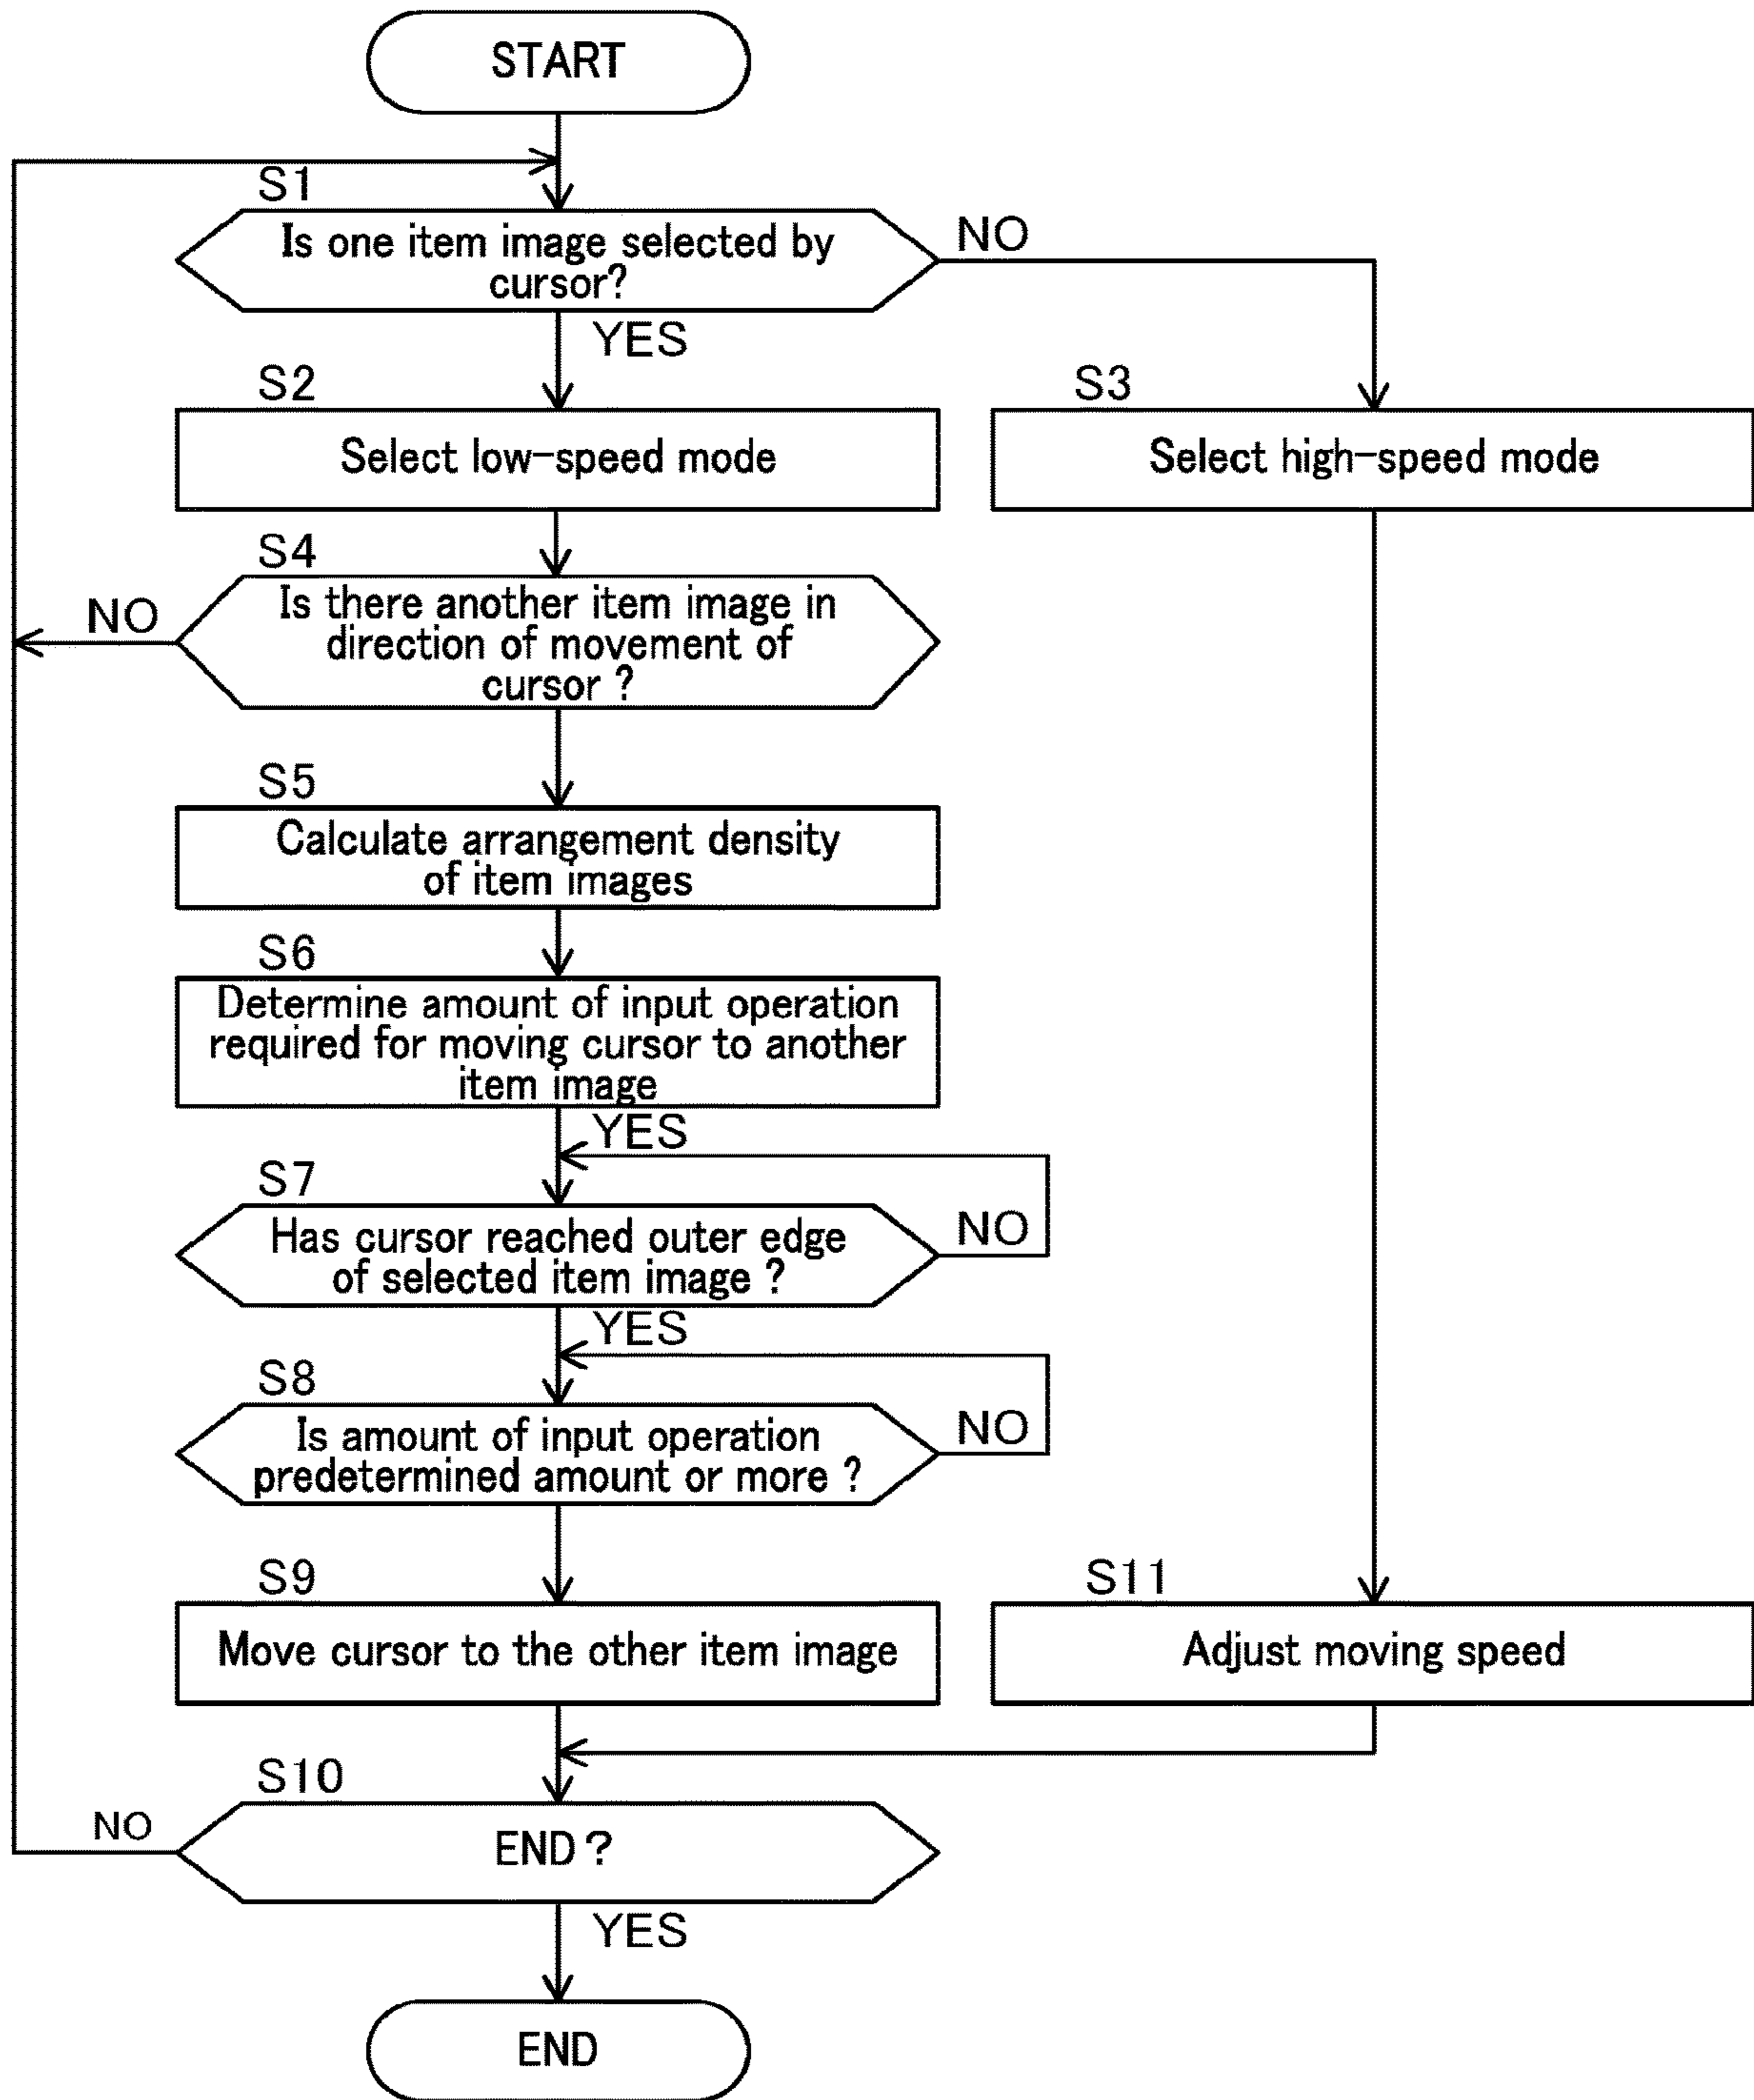 START
S1
Is one item image selected by
cursor?
NO
YES
S2
Select low-speed mode
S3
Select high-speed mode
S4
Is there another item image in
direction of movement of
cursor ?
NO
S5
Calculate arrangement density
of item images
S6
Determine amount of input operation
required for moving cursor to another
item image
YES
S7
Has cursor reached outer edge
of selected item image ?
NO
YES
S8
Is amount of input operation
predetermined amount or more ?
NO
S9
Move cursor to the other item image
S11
Adjust moving speed
S10
END ?
NO
YES
END